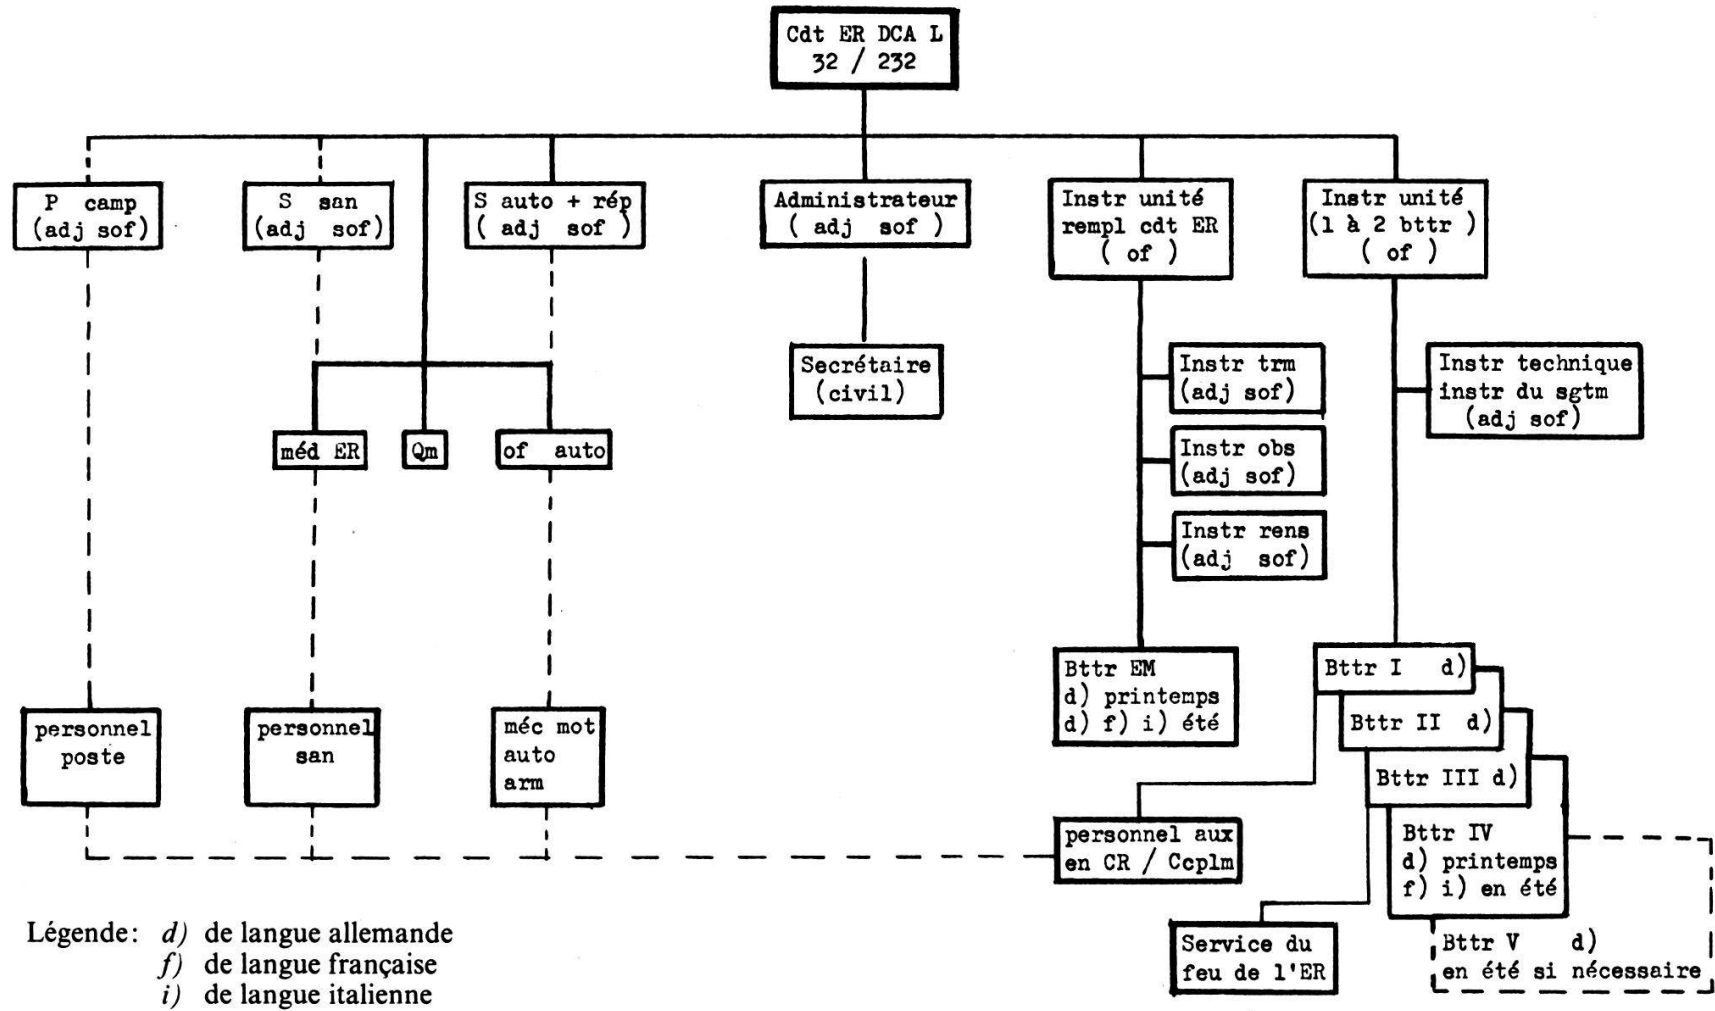 Cdt ER DCA L
32 / 232
P camp
(adj sof)
S san
(adj sof)
S auto + rép
( adj sof )
Administrateur
( adj sof )
Instr unité
rempl cdt ER
( of )
Instr unité
(1 à 2 bttr )
( of )
Secrétaire
(civil)
Instr trm
(adj sof)
Instr technique
instr du sgtm
(adj sof)
méd ER
Qm
of auto
Instr obs
(adj sof)
Instr rens
(adj sof)
Bttr EM
d) printemps
d) f) i) été
Bttr I d)
Bttr II d)
Bttr III d)
Bttr IV
d) printemps
f) i) en été
Bttr V d)
en été si nécessaire
personnel
poste
personnel
san
méc mot
auto
arm
personnel aux
en CR / Ccplm
Service du
feu de l'ER
Légende: d) de langue allemande
f) de langue française
i) de langue italienne